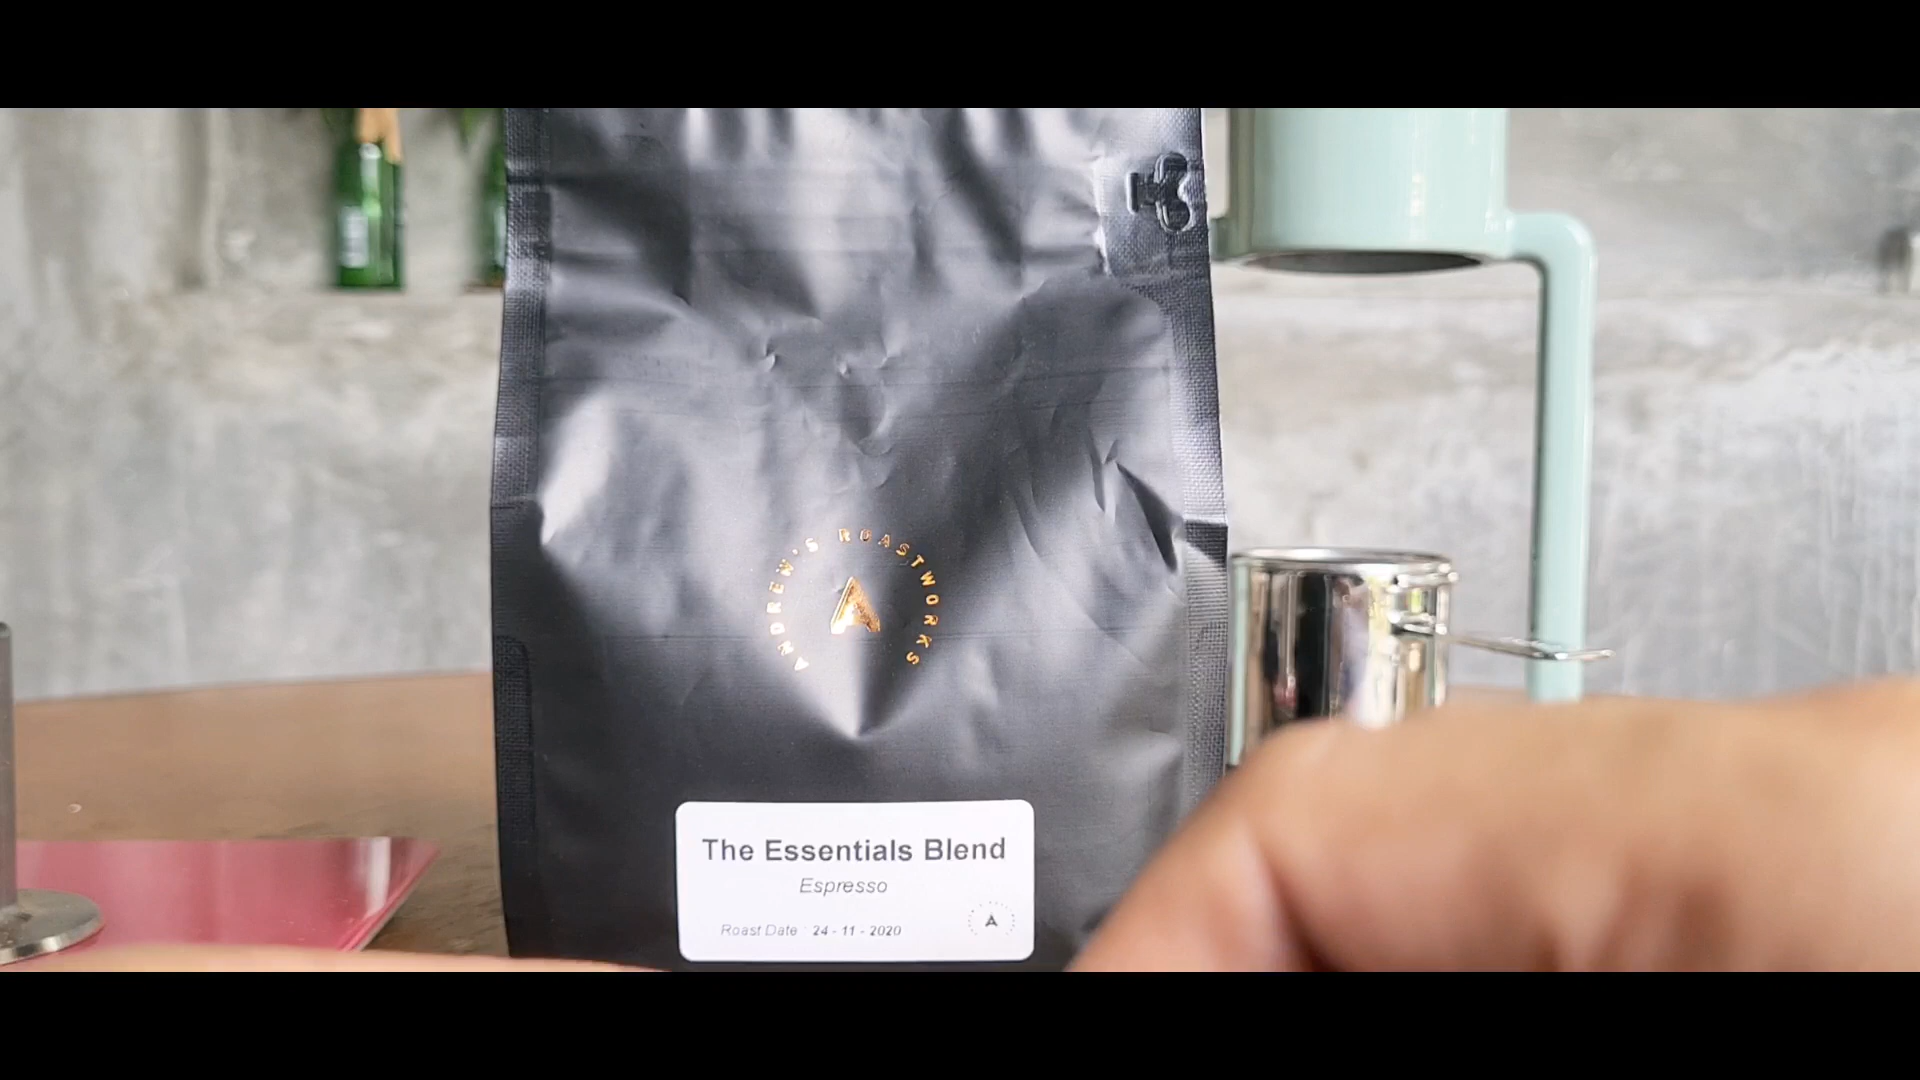 ANDREW'S ROASTWORKS
A
The Essentials Blend
Espresso
Roast Date : 24 - 11 - 2020
A